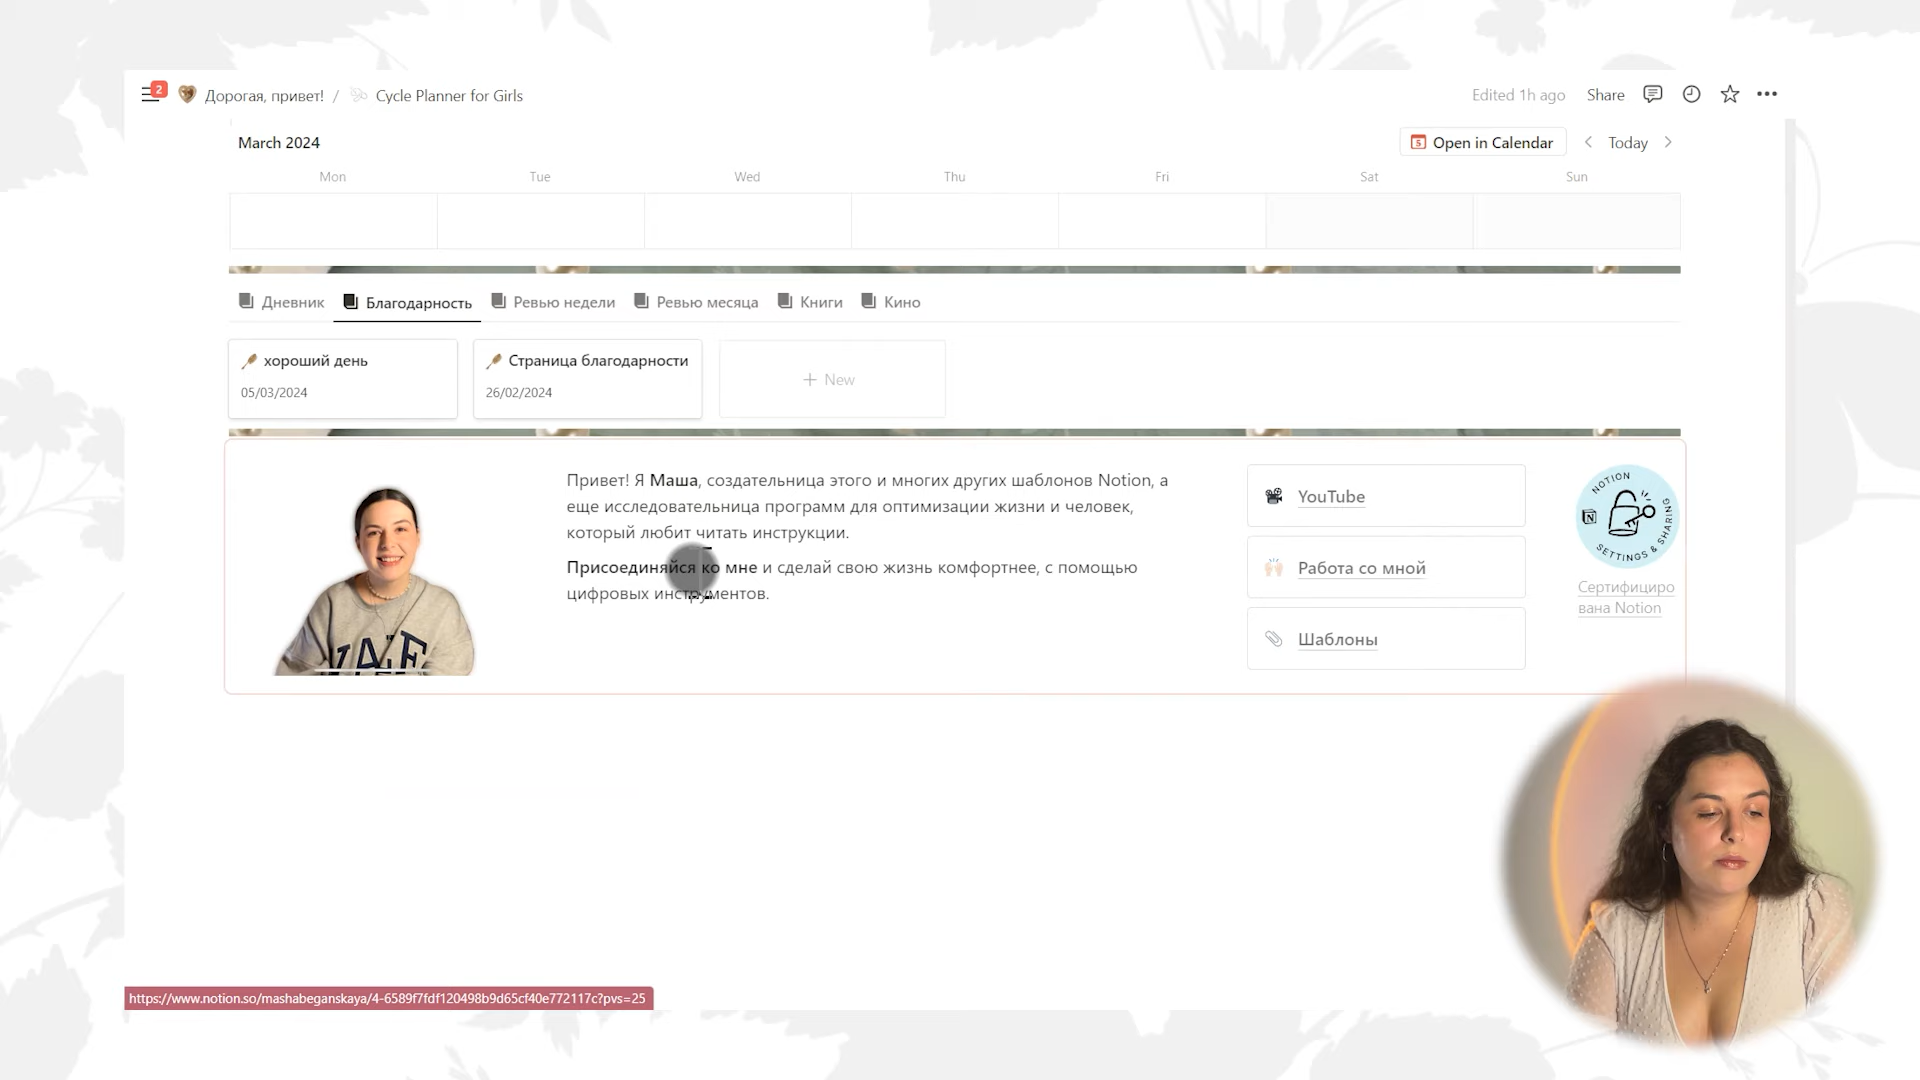 2
Дорогая, привет! / Cycle Planner for Girls
Edited 1h ago Share
March 2024
5 Open in Calendar
Today
Mon Tue Wed Thu Fri Sat Sun
Дневник Благодарность Ревью недели Ревью месяца Книги Кино
хороший день
05/03/2024
Страница благодарности
26/02/2024
+ New
Привет! Я Маша, создательница этого и многих других шаблонов Notion, а
еще исследовательница программ для оптимизации жизни и человек,
который любит читать инструкции.
Присоединяйся ко мне и сделай свою жизнь комфортнее, с помощью
цифровых инструментов.
YALE
YouTube
Работа со мной
Шаблоны
NOTION
SETTINGS & SHARING
Сертифициро
вана Notion
https://www.notion.so/mashabeganskaya/4-6589f7fdf120498b9d65cf40e772117c?pvs=25